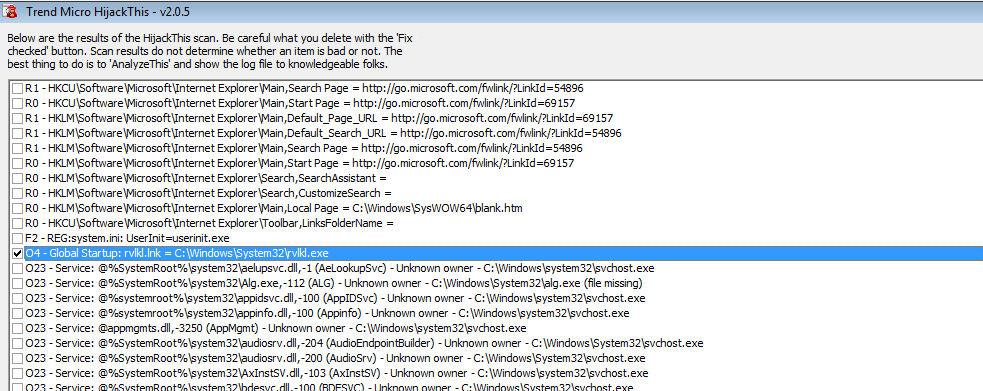 Trend Micro HijackThis - v2.0.5
Below are the results of the HijackThis scan. Be careful what you delete with the 'Fix
checked' button. Scan results do not determine whether an item is bad or not. The
best thing to do is to 'AnalyzeThis' and show the log file to knowledgeable folks.
R1 - HKCU\Software\Microsoft\Internet Explorer\Main,Search Page = http://go.microsoft.com/fwlink/?LinkId=54896
R0 - HKCU\Software\Microsoft\Internet Explorer\Main,Start Page = http://go.microsoft.com/fwlink/?LinkId=69157
R1 - HKLM\Software\Microsoft\Internet Explorer\Main,Default_Page_URL = http://go.microsoft.com/fwlink/?LinkId=69157
R1 - HKLM\Software\Microsoft\Internet Explorer\Main,Default_Search_URL = http://go.microsoft.com/fwlink/?LinkId=54896
R1 - HKLM\Software\Microsoft\Internet Explorer\Main,Search Page = http://go.microsoft.com/fwlink/?LinkId=54896
R0 - HKLM\Software\Microsoft\Internet Explorer\Main,Start Page = http://go.microsoft.com/fwlink/?LinkId=69157
R0 - HKLM\Software\Microsoft\Internet Explorer\Search,SearchAssistant =
R0 - HKLM\Software\Microsoft\Internet Explorer\Search,CustomizeSearch =
R0 - HKLM\Software\Microsoft\Internet Explorer\Main,Local Page = C:\Windows\SysWOW64\blank.htm
R0 - HKCU\Software\Microsoft\Internet Explorer\Toolbar,LinksFolderName =
F2 - REG:system.ini: UserInit=userinit.exe
O4 - Global Startup: rvlkl.lnk = C:\Windows\System32\rvlkl.exe
O23 - Service: @%SystemRoot%\system32\aelupsvc.dll,-1 (AeLookupSvc) - Unknown owner - C:\Windows\system32\svchost.exe
O23 - Service: @%SystemRoot%\system32\Alg.exe,-112 (ALG) - Unknown owner - C:\Windows\System32\alg.exe (file missing)
O23 - Service: @%systemroot%\system32\appidsvc.dll,-100 (AppIDSvc) - Unknown owner - C:\Windows\system32\svchost.exe
O23 - Service: @%systemroot%\system32\appinfo.dll,-100 (Appinfo) - Unknown owner - C:\Windows\system32\svchost.exe
O23 - Service: @appmgmts.dll,-3250 (AppMgmt) - Unknown owner - C:\Windows\system32\svchost.exe
O23 - Service: @%SystemRoot%\system32\audiosrv.dll,-204 (AudioEndpointBuilder) - Unknown owner - C:\Windows\System32\svchost.exe
O23 - Service: @%SystemRoot%\system32\audiosrv.dll,-200 (AudioSrv) - Unknown owner - C:\Windows\System32\svchost.exe
O23 - Service: @%SystemRoot%\system32\AxInstSV.dll,-103 (AxInstSV) - Unknown owner - C:\Windows\system32\svchost.exe
O23 - Service: @%SystemRoot%\system32\bdesvc.dll,-100 (BDESVC) - Unknown owner - C:\Windows\System32\svchost.exe